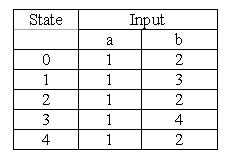 State Input
a b
0 1 2
1 1 3
2 1 2
3 1 4
4 1 2